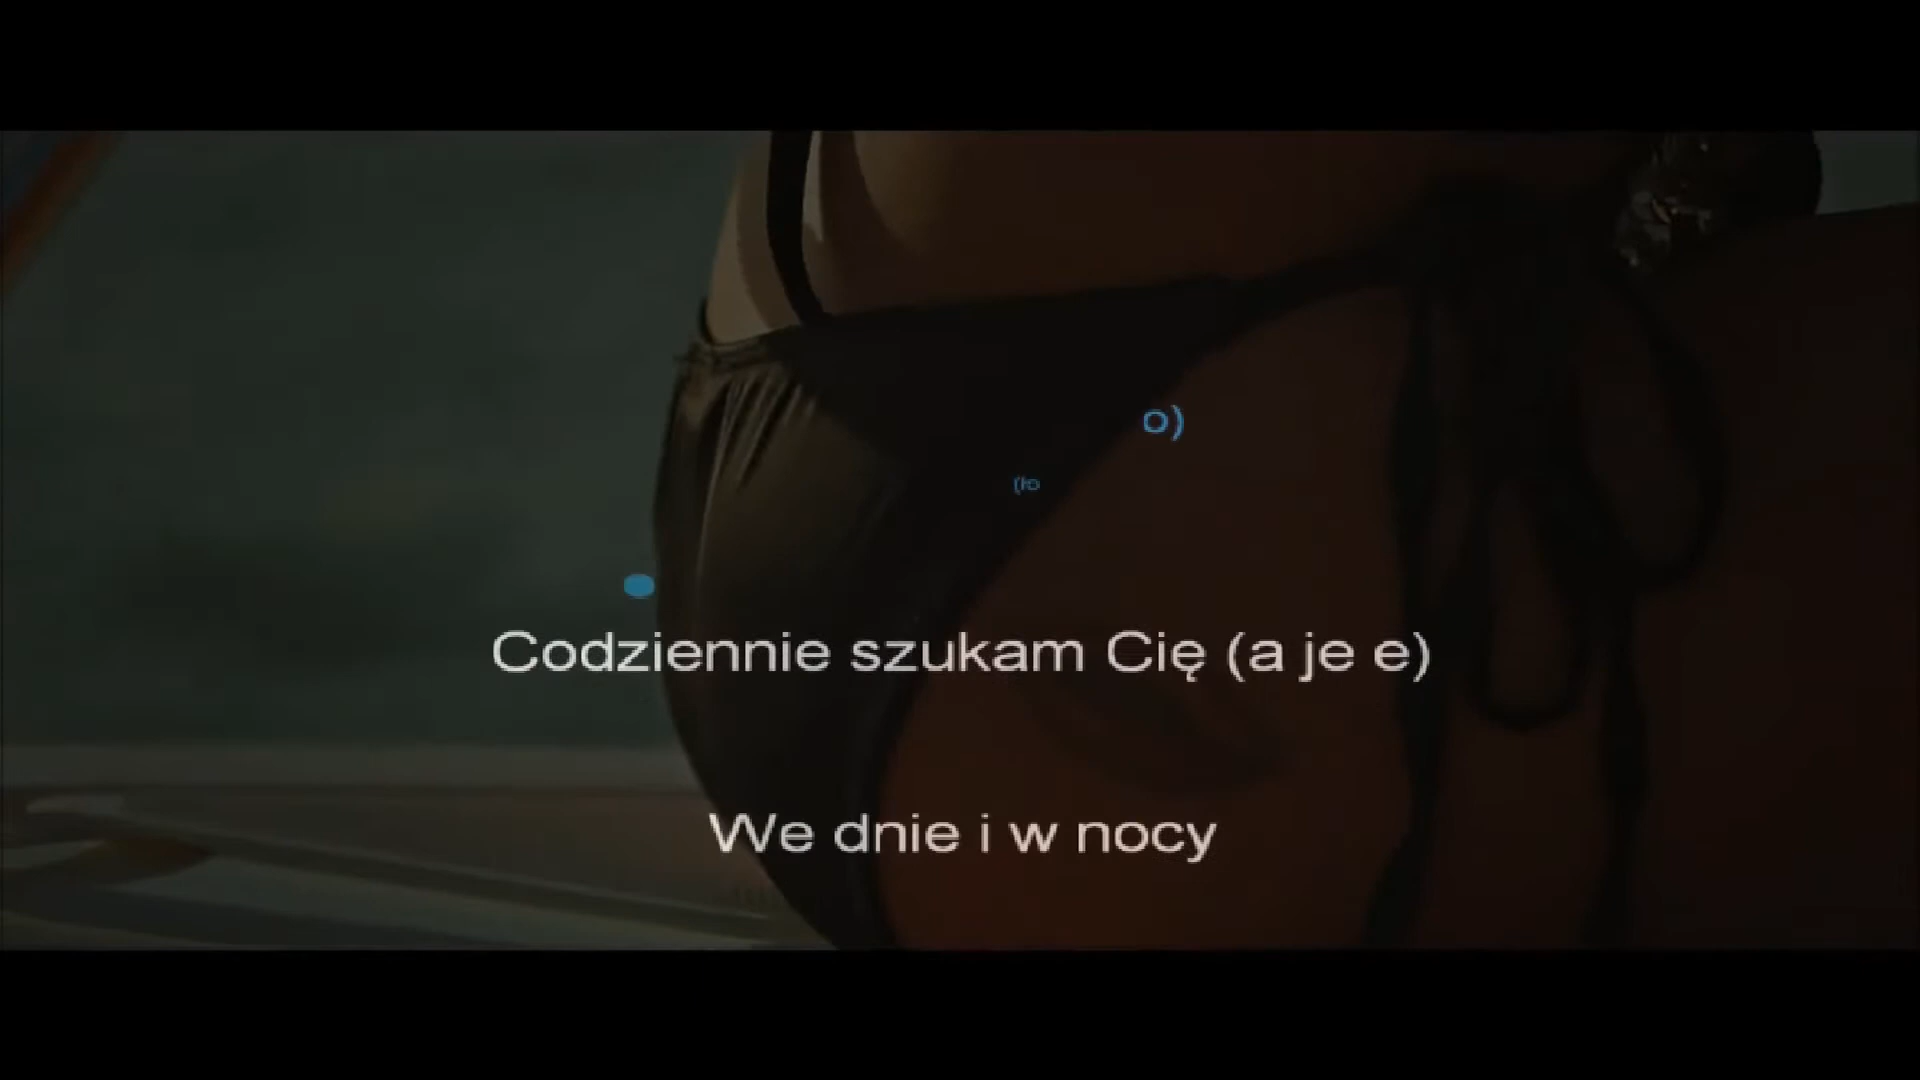 o)
Codziennie szukam Cię (a je e)
We dnie i w nocy